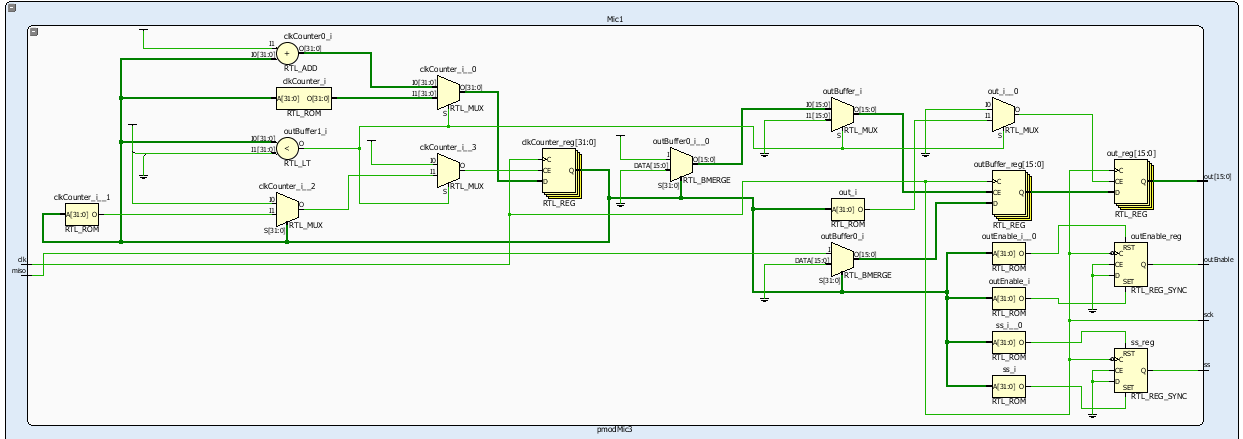 Mic1
clkCounter0_i
I1
I0[31:0]
+
O[31:0]
RTL_ADD
clkCounter_i
A[31:0] O[31:0]
RTL_ROM
outBuffer1_i
I0[31:0]
I1[31:0]
<
O
RTL_LT
clkCounter_i__0
I0[31:0]
I1[31:0]
O[31:0]
S
RTL_MUX
clkCounter_i__3
I0
I1
O
S
RTL_MUX
clkCounter_i__1
A[31:0] O
RTL_ROM
clkCounter_i__2
I0
I1
O
S[31:0]
RTL_MUX
clkCounter_reg[31:0]
C
CE
Q
D
RTL_REG
outBuffer0_i__0
I
DATA[15:0]
O[15:0]
S[31:0]
RTL_BMERGE
outBuffer_i
I0[15:0]
I1[15:0]
O[15:0]
S
RTL_MUX
out_i
A[31:0] O
RTL_ROM
outBuffer0_i
I
DATA[15:0]
O[15:0]
S[31:0]
RTL_BMERGE
out_i__0
I0
I1
O
S
RTL_MUX
outBuffer_reg[15:0]
C
CE
Q
D
RTL_REG
out_reg[15:0]
C
CE
Q
D
RTL_REG
outEnable_i__0
A[31:0] O
RTL_ROM
outEnable_i
A[31:0] O
RTL_ROM
ss_i__0
A[31:0] O
RTL_ROM
ss_i
A[31:0] O
RTL_ROM
outEnable_reg
RST
C
CE
Q
D
SET
RTL_REG_SYNC
ss_reg
RST
C
CE
Q
D
SET
RTL_REG_SYNC
clk
miso
out[15:0]
outEnable
sck
ss
pmodMic3